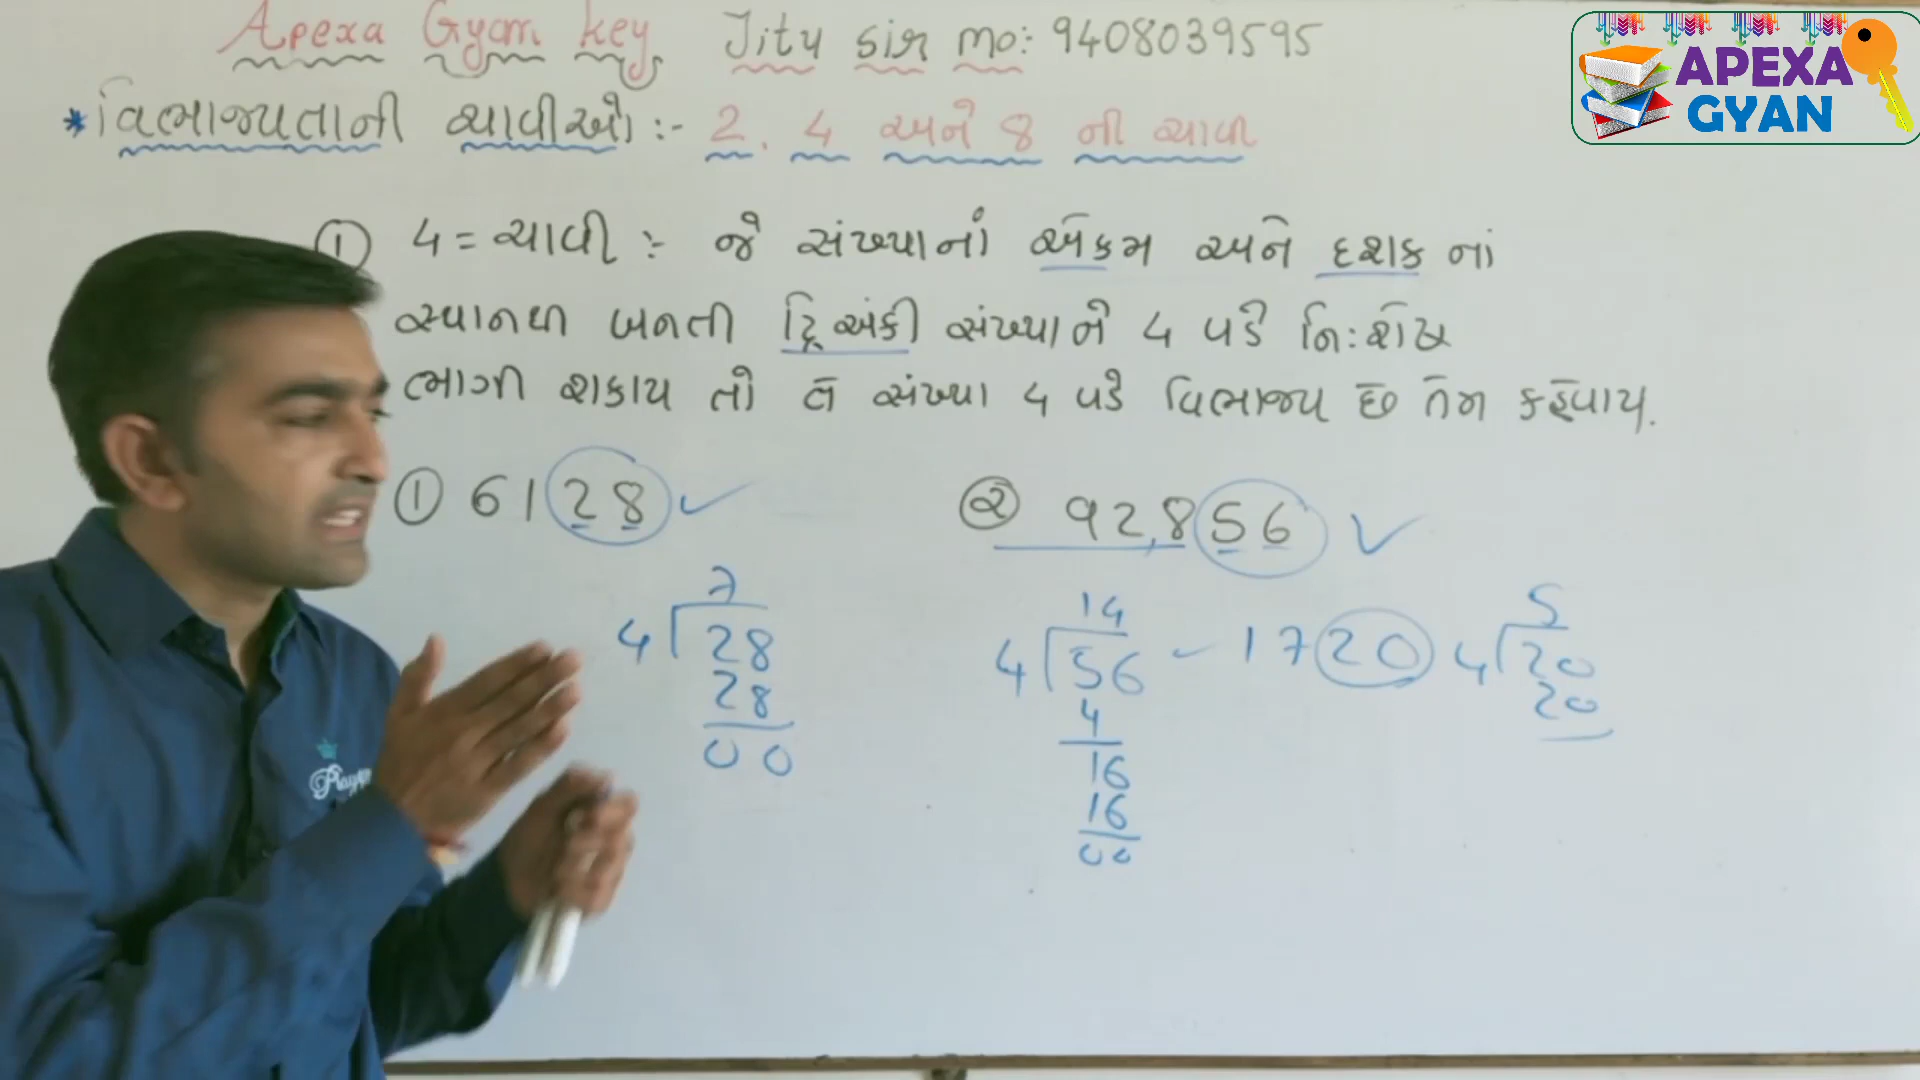 Apexa Gyan key Jitu sir mo: 9408039595
APEXA GYAN
* વિભાજ્યતાની ચાવીઓ :- 2, 4 અને 8 ની ચાવી
① 4 = ચાવી :- જે સંખ્યાનાં એકમ અને દશક નાં
સ્થાનથી બનતી દ્વિઅંકી સંખ્યાને 4 વડે નિ:શેષ
ભાગી શકાય તો તે સંખ્યા 4 વડે વિભાજ્ય છે તેમ કહેવાય.
① 6128 ✓ ② 92,856 ✓
7
4 28
28
00
14
4 56 - 1720
4
16
16
00
5
4 20
20